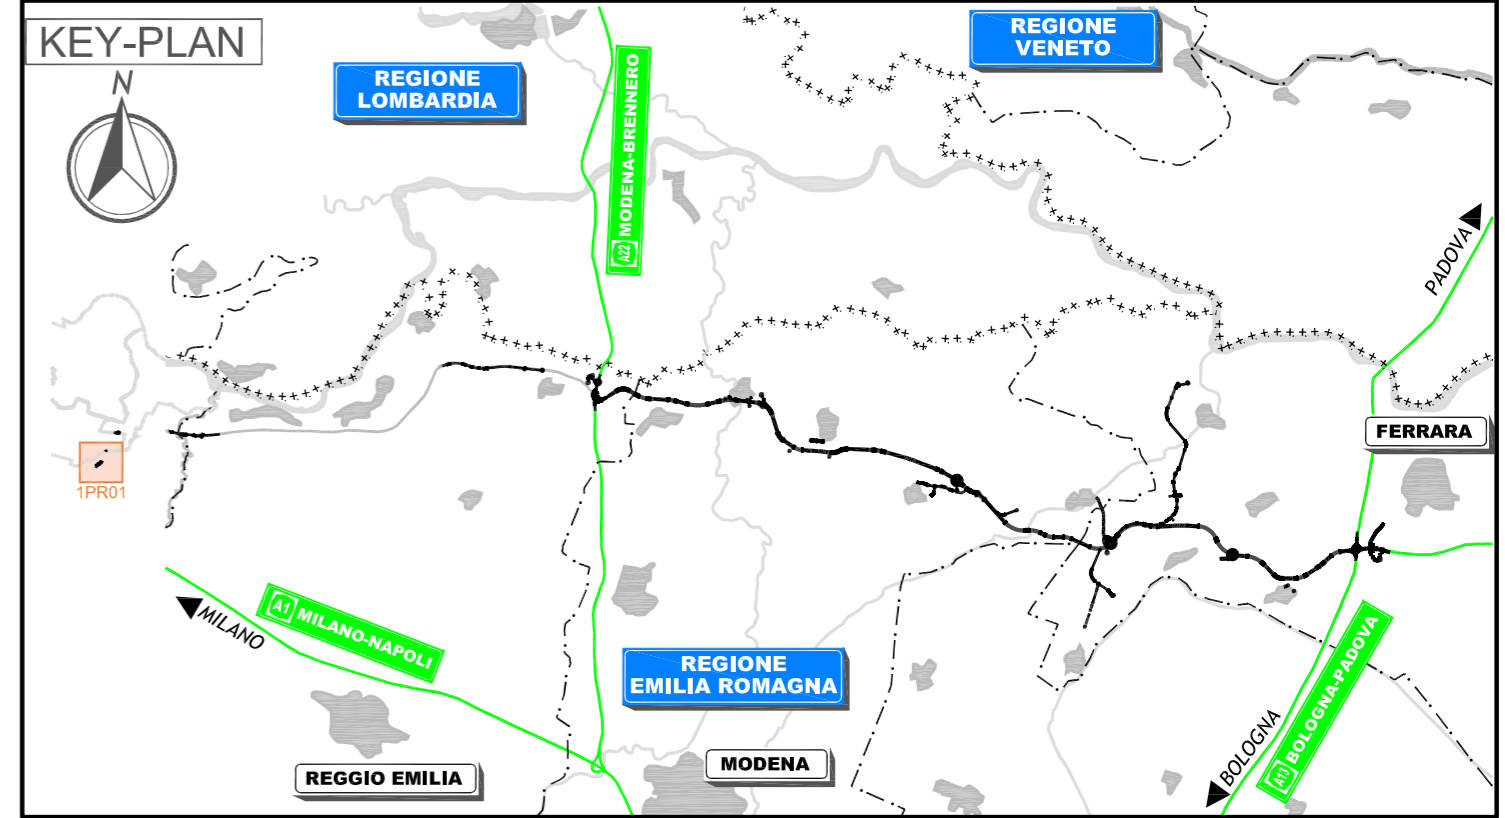 KEY-PLAN
N
REGIONE
LOMBARDIA
A22 MODENA-BRENNERO
REGIONE
VENETO
PADOVA
FERRARA
1PR01
MILANO
A1 MILANO-NAPOLI
REGIONE
EMILIA ROMAGNA
REGGIO EMILIA
MODENA
BOLOGNA
A13 BOLOGNA-PADOVA